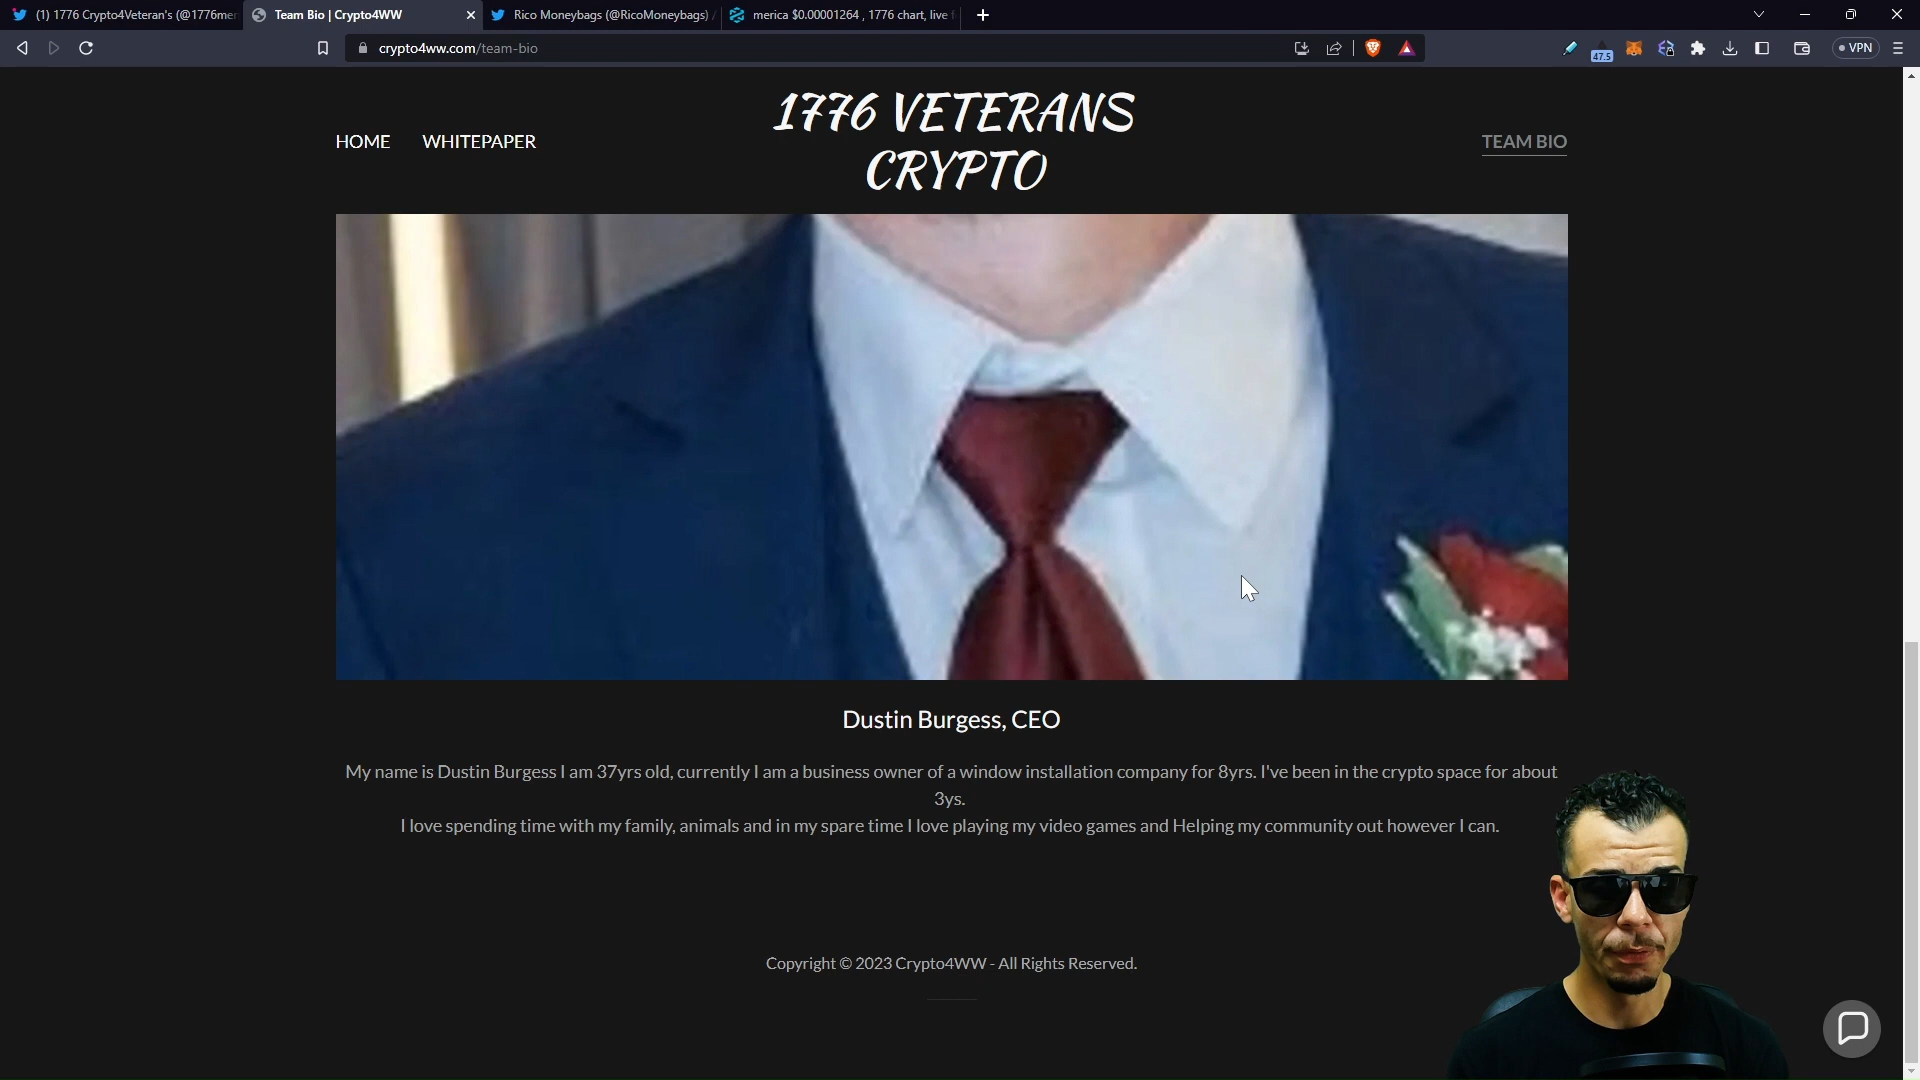 (1) 1776 Crypto4Veteran's (@1776mer
Team Bio | Crypto4WW
Rico Moneybags (@RicoMoneybags) /
merica $0.00001264 , 1776 chart, live
crypto4ww.com/team-bio
47.5
VPN
HOME
WHITEPAPER
1776 VETERANS
CRYPTO
TEAM BIO
Dustin Burgess, CEO
My name is Dustin Burgess I am 37yrs old, currently I am a business owner of a window installation company for 8yrs. I've been in the crypto space for about
3ys.
I love spending time with my family, animals and in my spare time I love playing my video games and Helping my community out however I can.
Copyright © 2023 Crypto4WW - All Rights Reserved.